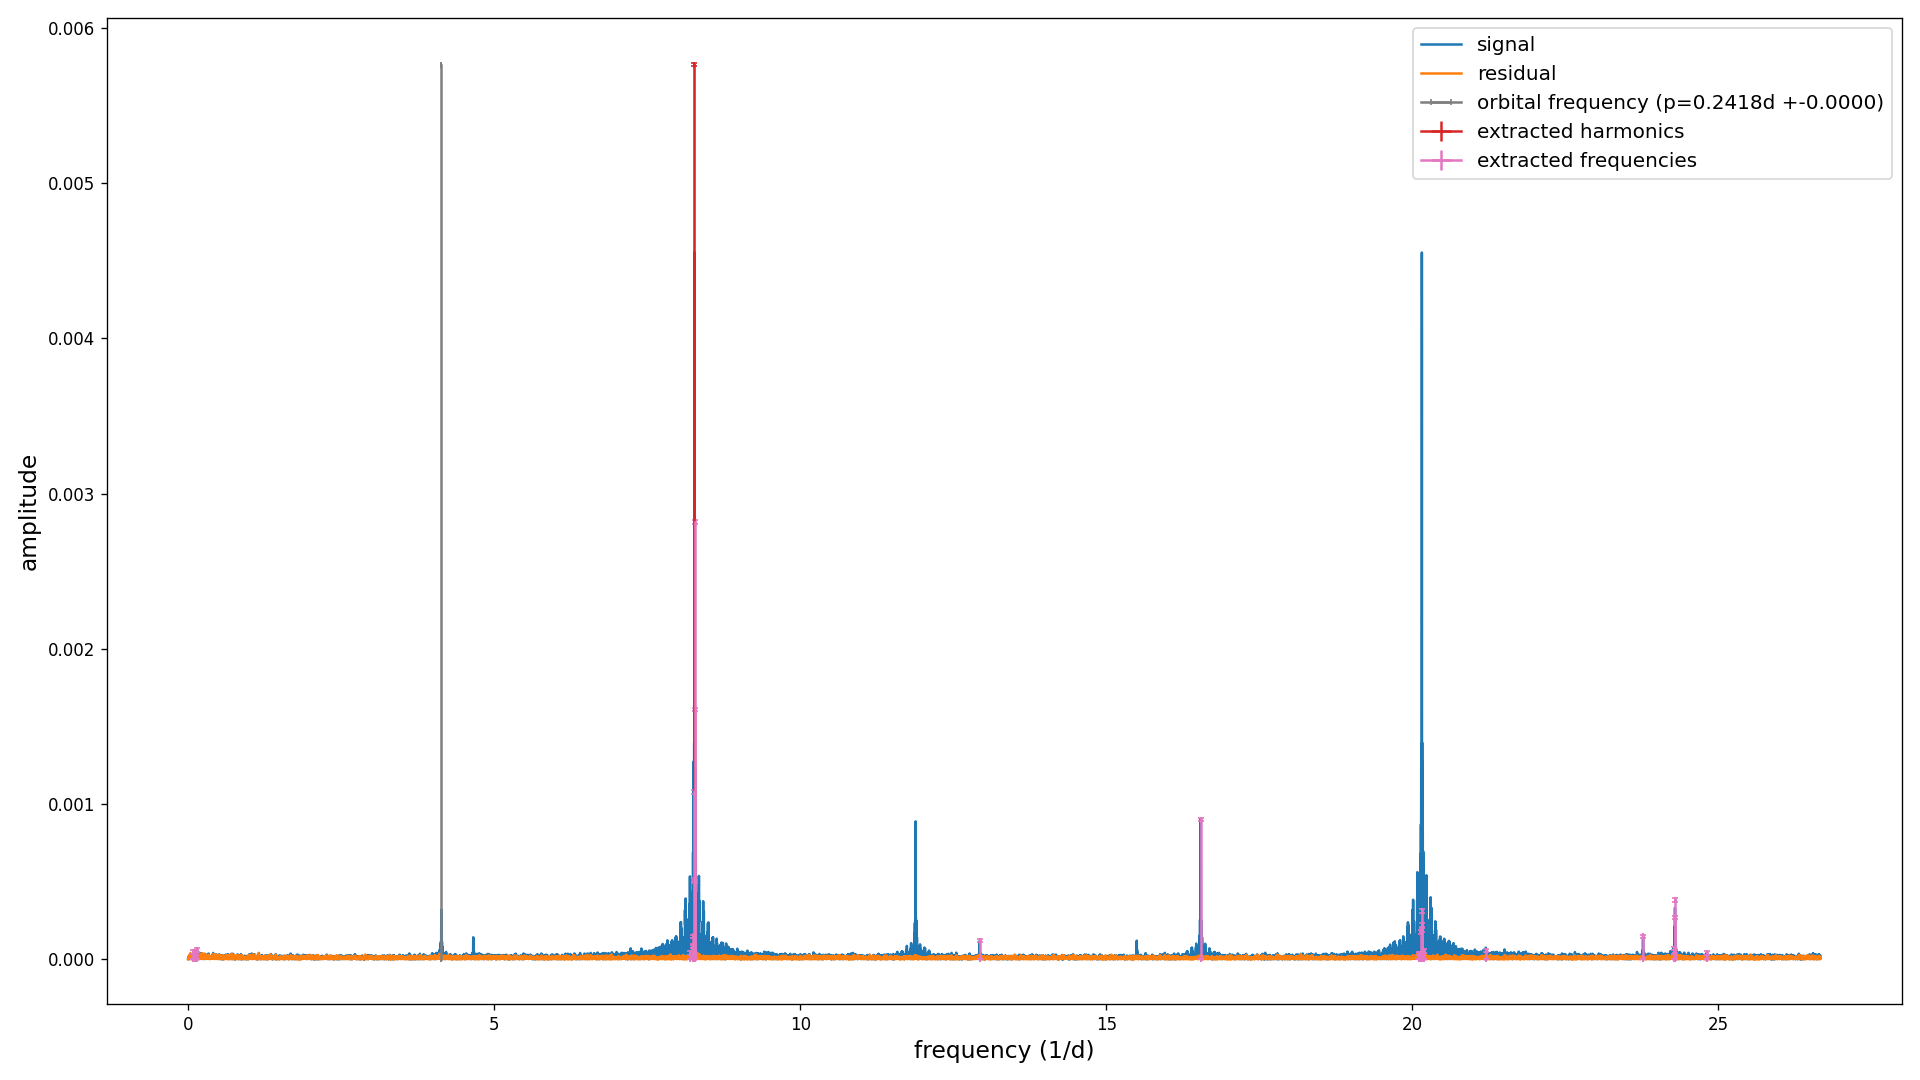 0.006
0.005
0.004
0.003
0.002
0.001
0.000
amplitude
signal
residual
orbital frequency (p=0.2418d +-0.0000)
extracted harmonics
extracted frequencies
0 5 10 15 20 25
frequency (1/d)